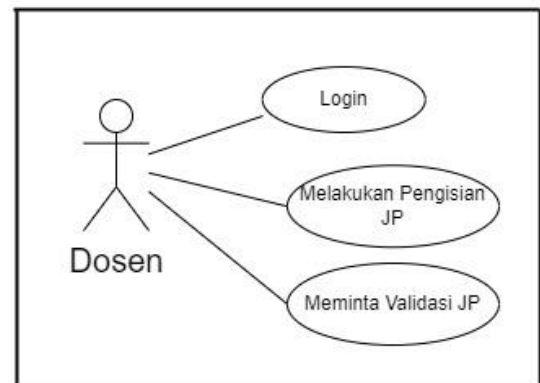 Login
Melakukan Pengisian
JP
Dosen
Meminta Validasi JP